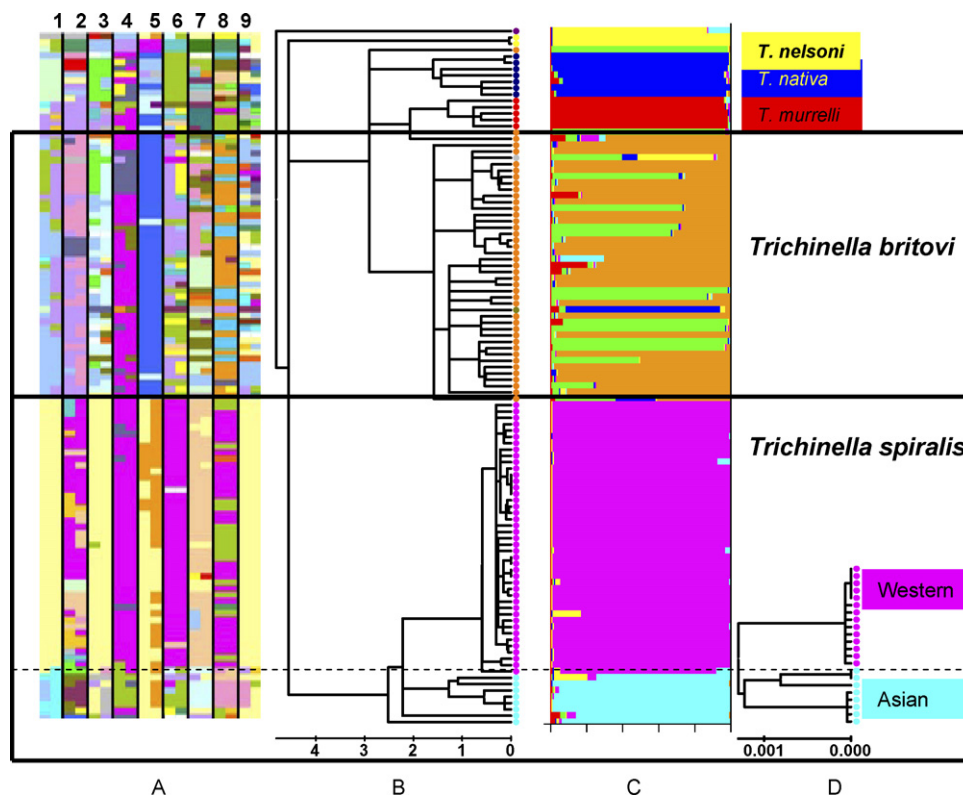 1 2 3 4 5 6 7 8 9
T. nelsoni
T. nativa
T. murrelli
Trichinella britovi
Trichinella spiralis
Western
Asian
4 3 2 1 0
0.001 0.000
A B C D